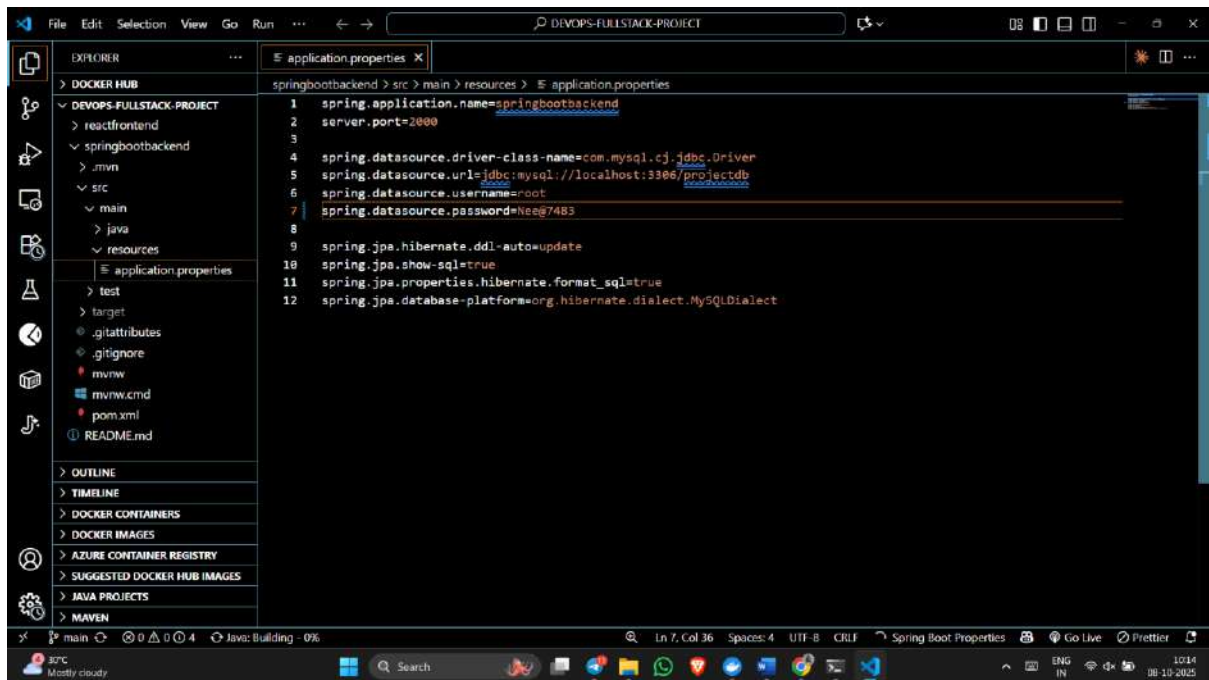 File Edit Selection View Go Run ··· ← → DEVOPS-FULLSTACK-PROJECT
EXPLORER ···
> DOCKER HUB
DEVOPS-FULLSTACK-PROJECT
> reactfrontend
springbootbackend
> .mvn
src
main
> java
resources
application.properties
> test
> target
.gitattributes
.gitignore
mvnw
mvnw.cmd
pom.xml
README.md
> OUTLINE
> TIMELINE
> DOCKER CONTAINERS
> DOCKER IMAGES
> AZURE CONTAINER REGISTRY
> SUGGESTED DOCKER HUB IMAGES
> JAVA PROJECTS
> MAVEN
application.properties ×
springbootbackend > src > main > resources > application.properties
1 spring.application.name=springbootbackend
2 server.port=2000
3
4 spring.datasource.driver-class-name=com.mysql.cj.jdbc.Driver
5 spring.datasource.url=jdbc:mysql://localhost:3306/projectdb
6 spring.datasource.username=root
7 spring.datasource.password=Nee@7483
8
9 spring.jpa.hibernate.ddl-auto=update
10 spring.jpa.show-sql=true
11 spring.jpa.properties.hibernate.format_sql=true
12 spring.jpa.database-platform=org.hibernate.dialect.MySQLDialect
main 0 0 0 4 Java: Building - 0% Ln 7, Col 36 Spaces: 4 UTF-8 CRLF Spring Boot Properties Go Live Prettier
4 30°C
Mostly cloudy
Search
ENG
IN
10:14
08-10-2025